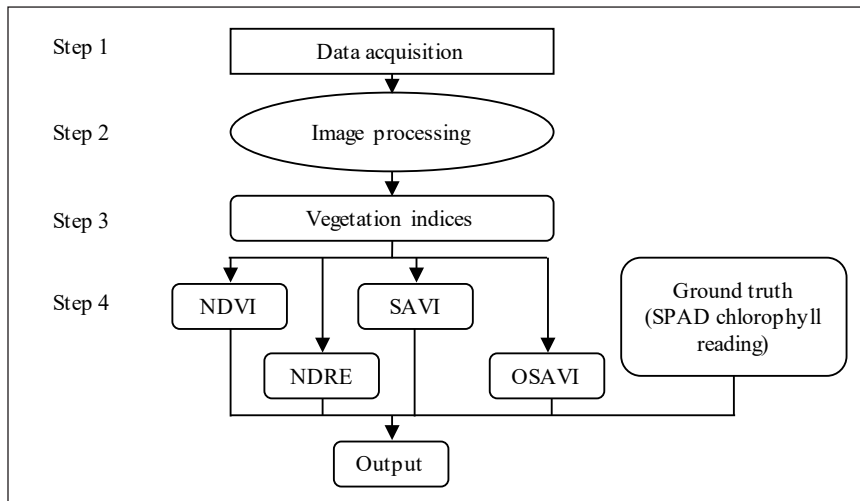 Step 1
Data acquisition
Step 2
Image processing
Step 3
Vegetation indices
Step 4
NDVI
SAVI
Ground truth
(SPAD chlorophyll
reading)
NDRE
OSAVI
Output